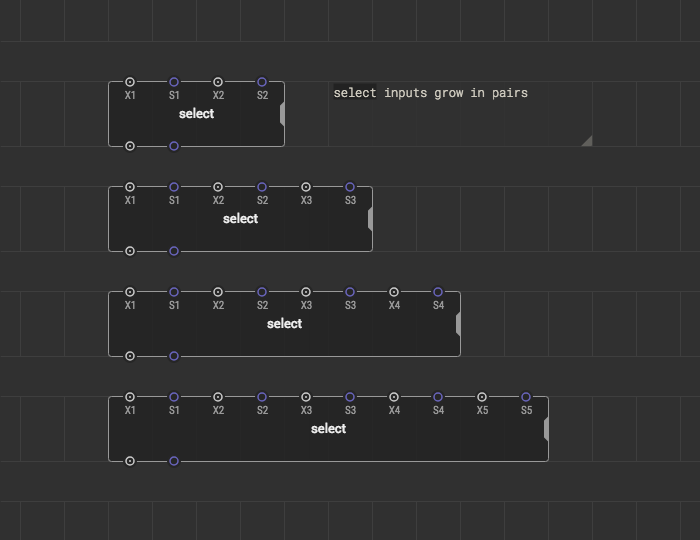 X1 S1 X2 S2
select
select inputs grow in pairs
X1 S1 X2 S2 X3 S3
select
X1 S1 X2 S2 X3 S3 X4 S4
select
X1 S1 X2 S2 X3 S3 X4 S4 X5 S5
select